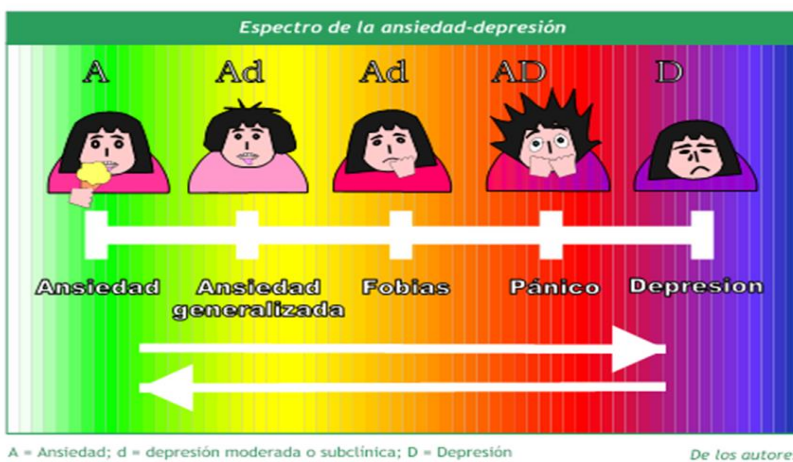 Espectro de la ansiedad-depresión
A Ad Ad AD D
Ansiedad Ansiedad generalizada Fobias Pánico Depresion
A = Ansiedad; d = depresión moderada o subclínica; D = Depresión
De los autores